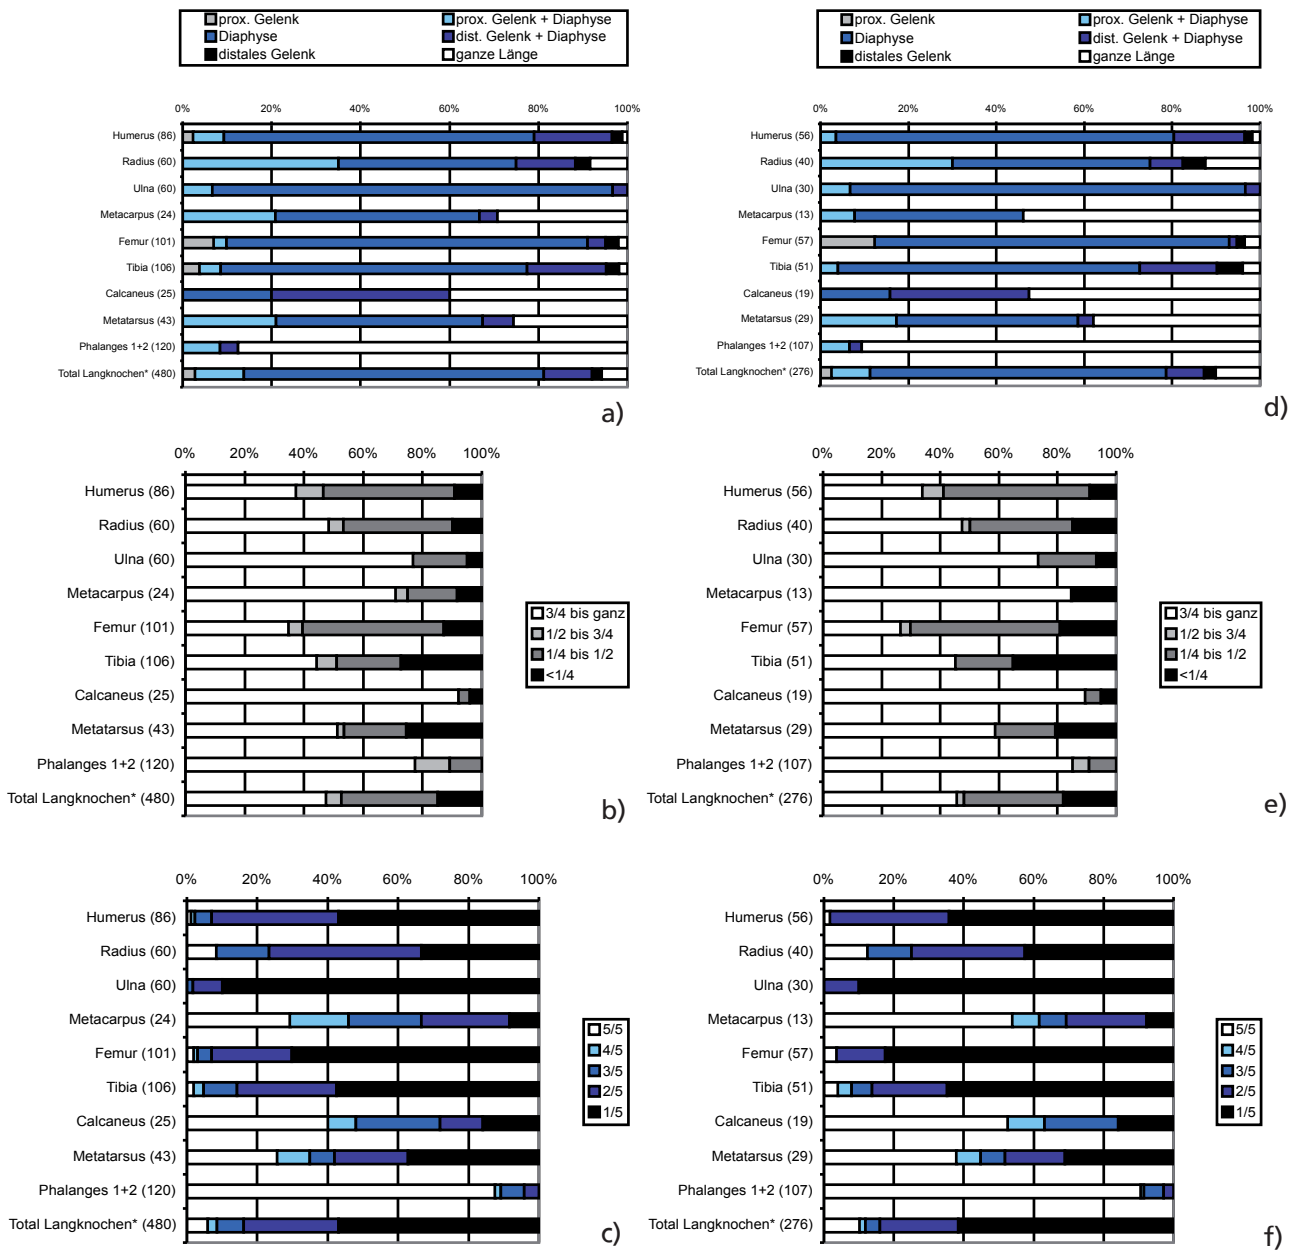 prox. Gelenk prox. Gelenk + Diaphyse
Diaphyse dist. Gelenk + Diaphyse
distales Gelenk ganze Länge
0% 20% 40% 60% 80% 100%
Humerus (86)
Radius (60)
Ulna (60)
Metacarpus (24)
Femur (101)
Tibia (106)
Calcaneus (25)
Metatarsus (43)
Phalanges 1+2 (120)
Total Langknochen* (480)
a)
prox. Gelenk prox. Gelenk + Diaphyse
Diaphyse dist. Gelenk + Diaphyse
distales Gelenk ganze Länge
0% 20% 40% 60% 80% 100%
Humerus (56)
Radius (40)
Ulna (30)
Metacarpus (13)
Femur (57)
Tibia (51)
Calcaneus (19)
Metatarsus (29)
Phalanges 1+2 (107)
Total Langknochen* (276)
d)
0% 20% 40% 60% 80% 100%
Humerus (86)
Radius (60)
Ulna (60)
Metacarpus (24)
Femur (101)
Tibia (106)
Calcaneus (25)
Metatarsus (43)
Phalanges 1+2 (120)
Total Langknochen* (480)
3/4 bis ganz
1/2 bis 3/4
1/4 bis 1/2
<1/4
b)
0% 20% 40% 60% 80% 100%
Humerus (56)
Radius (40)
Ulna (30)
Metacarpus (13)
Femur (57)
Tibia (51)
Calcaneus (19)
Metatarsus (29)
Phalanges 1+2 (107)
Total Langknochen* (276)
3/4 bis ganz
1/2 bis 3/4
1/4 bis 1/2
<1/4
e)
0% 20% 40% 60% 80% 100%
Humerus (86)
Radius (60)
Ulna (60)
Metacarpus (24)
Femur (101)
Tibia (106)
Calcaneus (25)
Metatarsus (43)
Phalanges 1+2 (120)
Total Langknochen* (480)
5/5
4/5
3/5
2/5
1/5
c)
0% 20% 40% 60% 80% 100%
Humerus (56)
Radius (40)
Ulna (30)
Metacarpus (13)
Femur (57)
Tibia (51)
Calcaneus (19)
Metatarsus (29)
Phalanges 1+2 (107)
Total Langknochen* (276)
5/5
4/5
3/5
2/5
1/5
f)